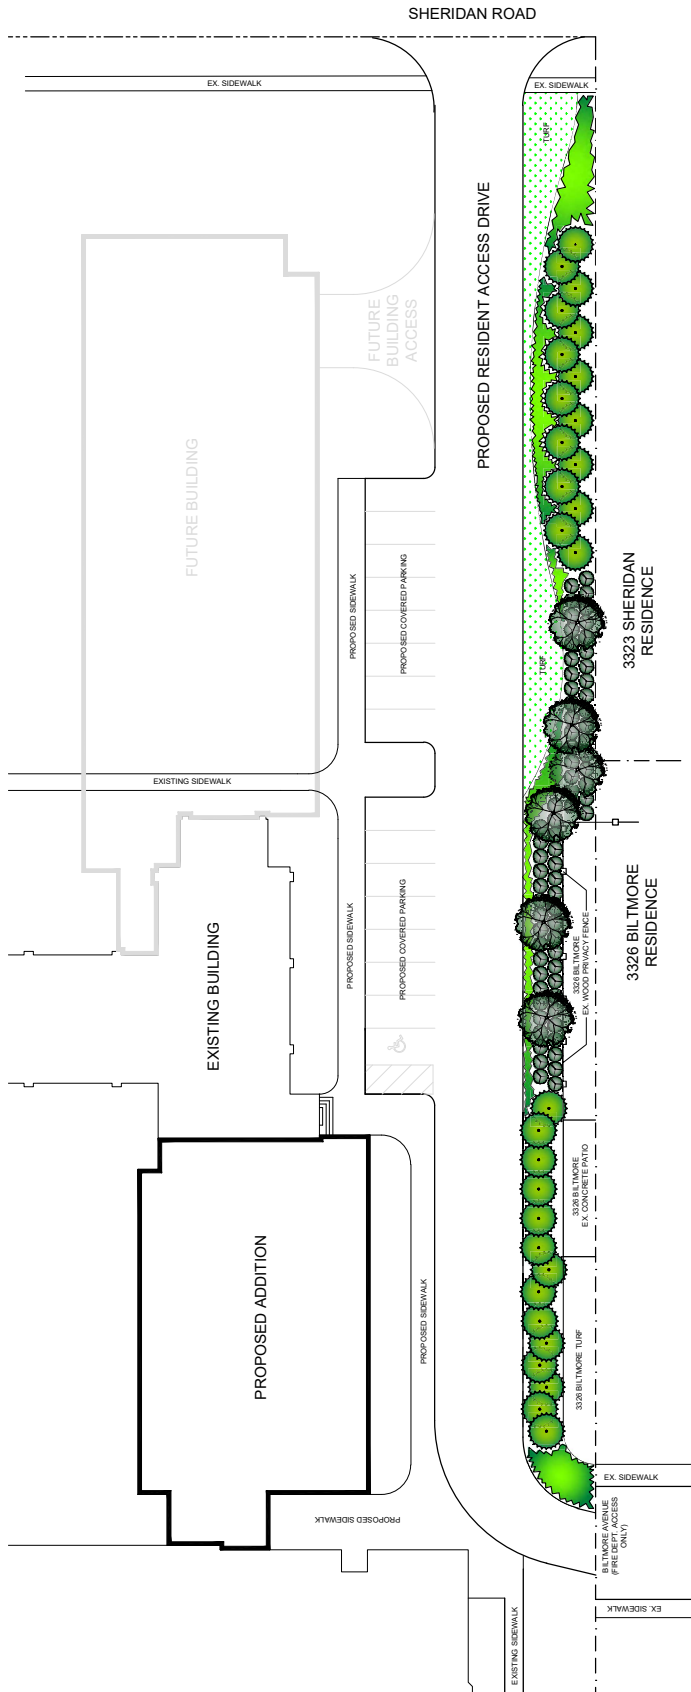 SHERIDAN ROAD
EX. SIDEWALK
EX. SIDEWALK
TURF
PROPOSED RESIDENT ACCESS DRIVE
FUTURE
BUILDING
ACCESS
FUTURE BUILDING
PROPOSED SIDEWALK
PROPOSED COVERED PARKING
3323 SHERIDAN
RESIDENCE
TURF
EXISTING SIDEWALK
EXISTING BUILDING
PROPOSED SIDEWALK
PROPOSED COVERED PARKING
3326 BILTMORE
EX. WOOD PRIVACY FENCE
3326 BILTMORE
RESIDENCE
3326 BILTMORE
EX. CONCRETE PATIO
PROPOSED ADDITION
PROPOSED SIDEWALK
3326 BILTMORE TURF
EX. SIDEWALK
PROPOSED SIDEWALK
BILTMORE AVENUE
(FIRE DEPT. ACCESS
ONLY)
EX. SIDEWALK
EXISTING SIDEWALK